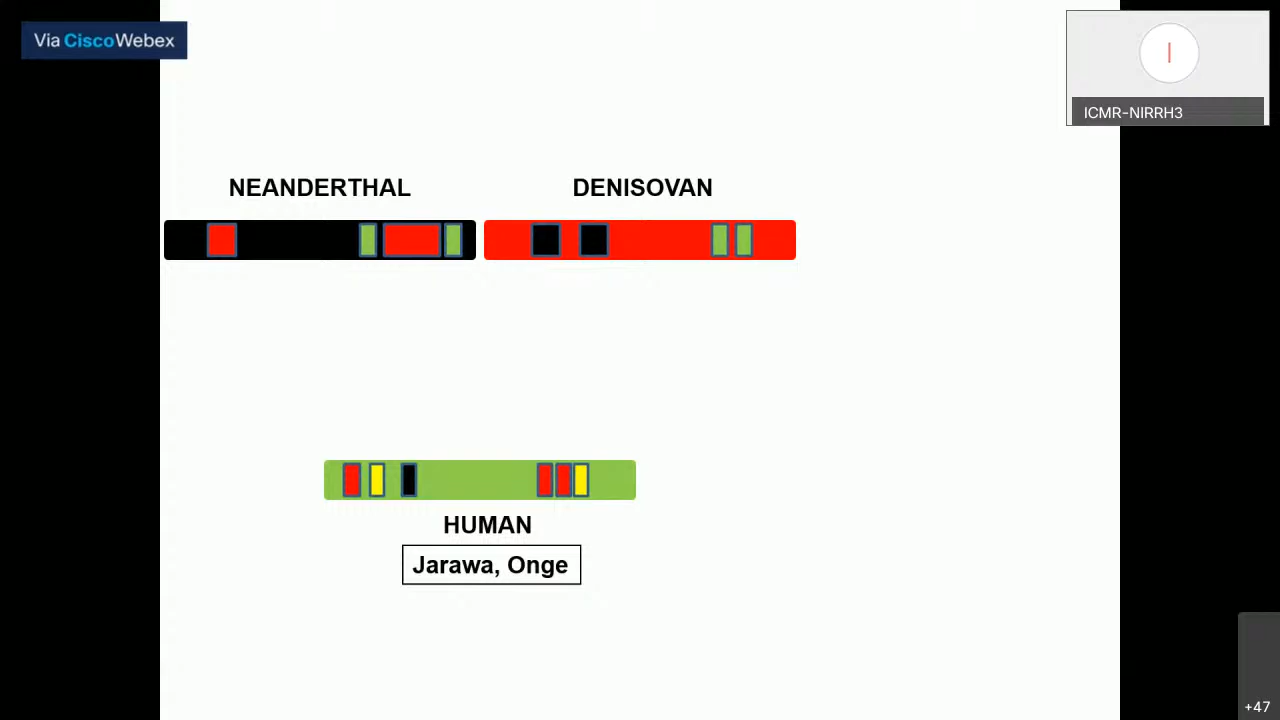 Via CiscoWebex
I
ICMR-NIRRH3
NEANDERTHAL
DENISOVAN
HUMAN
Jarawa, Onge
+47